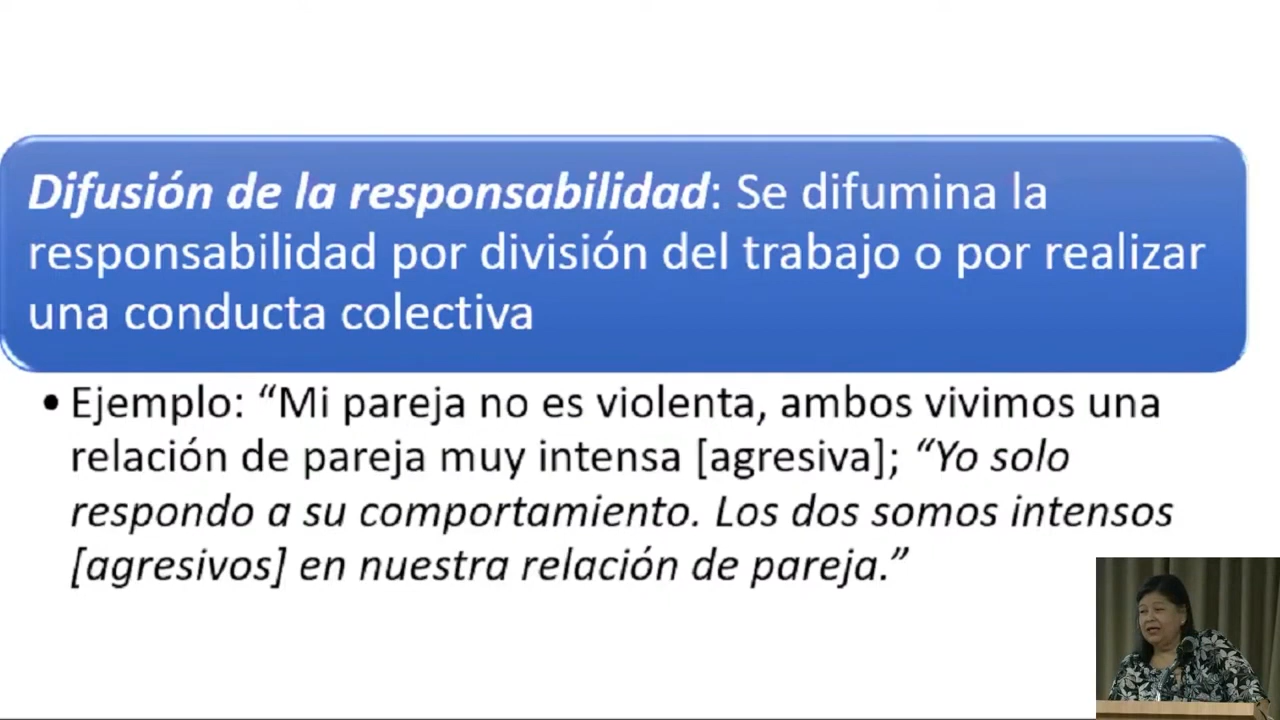 Difusión de la responsabilidad: Se difumina la
responsabilidad por división del trabajo o por realizar
una conducta colectiva
• Ejemplo: “Mi pareja no es violenta, ambos vivimos una
relación de pareja muy intensa [agresiva]; “Yo solo
respondo a su comportamiento. Los dos somos intensos
[agresivos] en nuestra relación de pareja.”